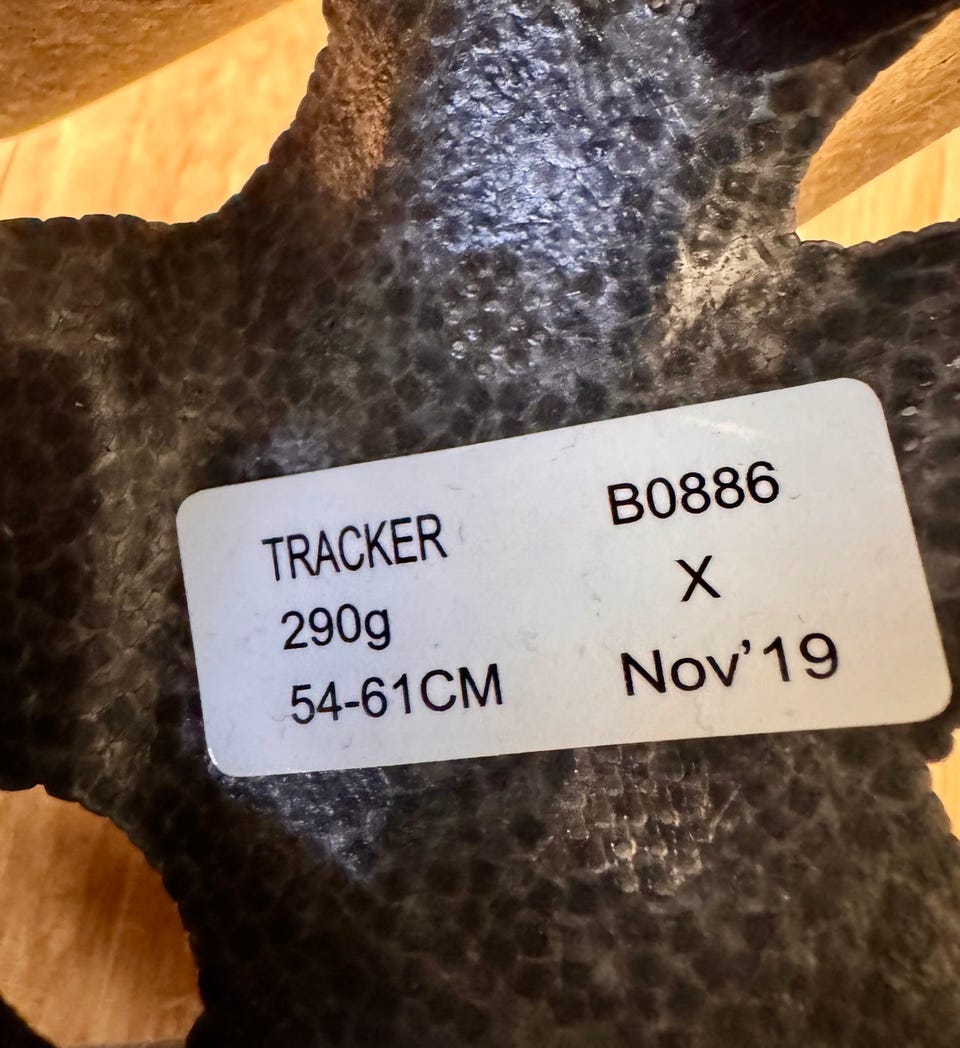 TRACKER
290g
54-61CM
B0886
X
Nov'19